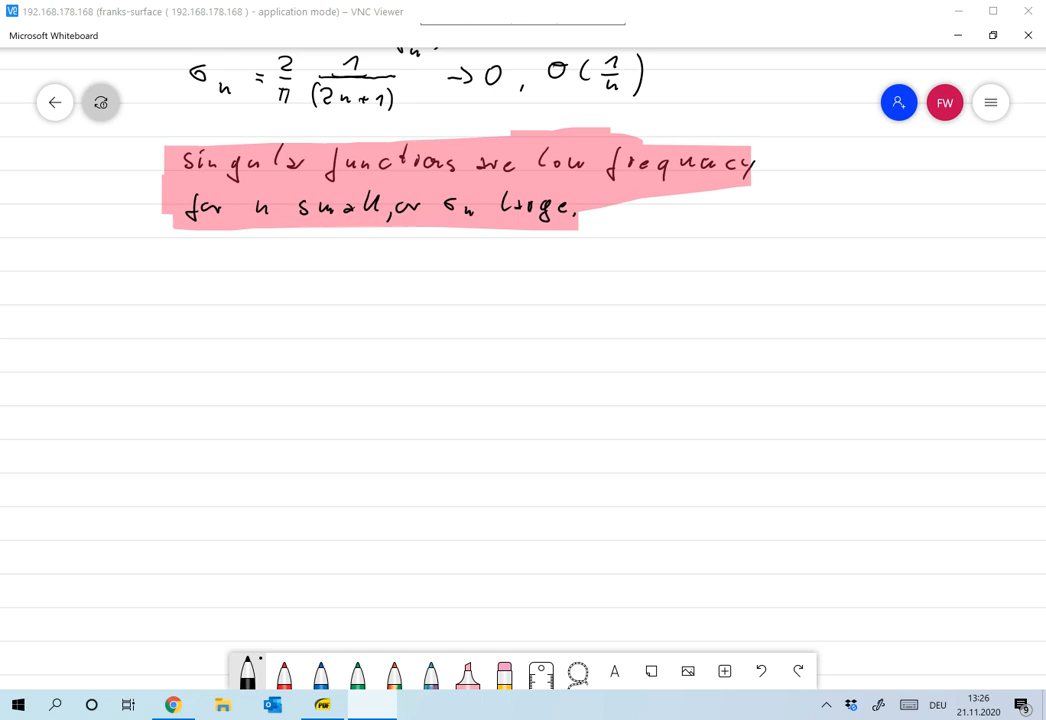 192.168.178.168 (franks-surface ( 192.168.178.168 ) - application mode) – VNC Viewer
Microsoft Whiteboard
σn = 2/π 1/(2n+1) → 0, O(1/n)
FW
singular functions are low frequency
for n small, or σn large.
A
DEU
13:26
21.11.2020
9